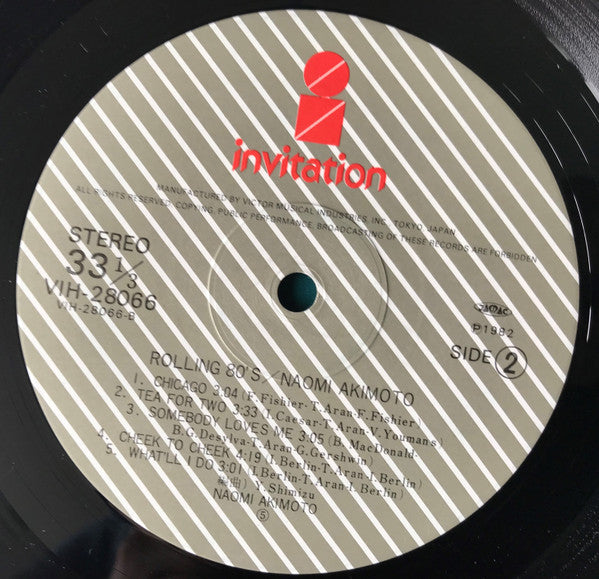 invitation
MANUFACTURED BY VICTOR MUSICAL INDUSTRIES, INC. TOKYO, JAPAN
ALL RIGHTS RESERVED. COPYING, PUBLIC PERFORMANCE, BROADCASTING OF THESE RECORDS ARE FORBIDDEN
STEREO
33 1/3
VIH-28066
VIH-28066-B
JASRAC
P1982
SIDE 2
ROLLING 80'S/NAOMI AKIMOTO
1. CHICAGO 3:04 (F. Fishier-T. Aran-F. Fishier)
2. TEA FOR TWO 3:33 (I. Caesar-T. Aran-V. Youmans)
3. SOMEBODY LOVES ME 3:05 (B. MacDonald-
B. G. Desylva-T. Aran-G. Gershwin)
4. CHEEK TO CHEEK 4:19 (I. Berlin-T. Aran-I. Berlin)
5. WHAT'LL I DO 3:01 (I. Berlin-T. Aran-I. Berlin)
編曲) Y. Shimizu
NAOMI AKIMOTO
Ⓢ